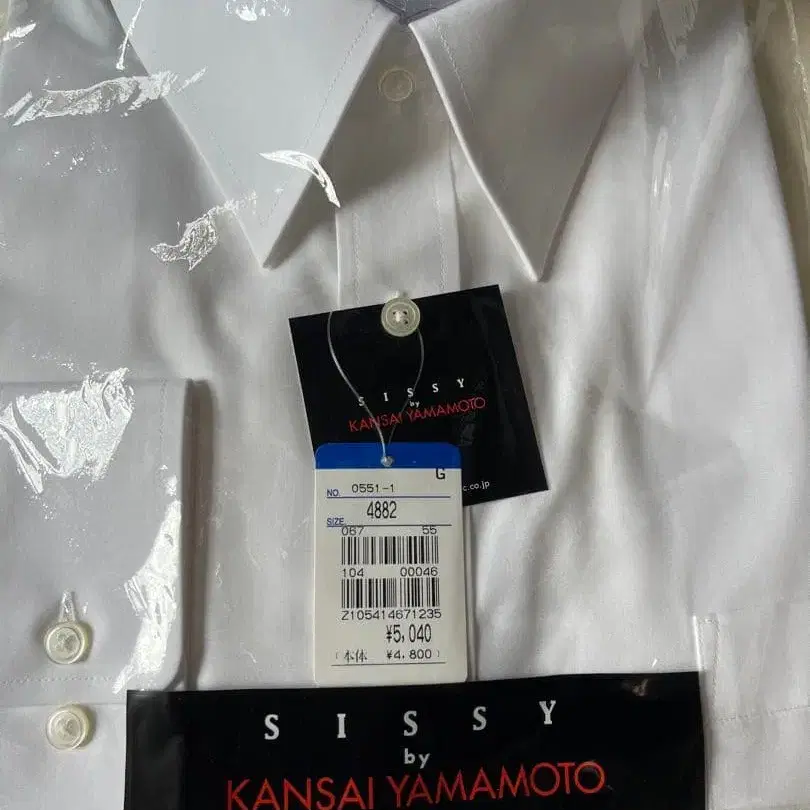 SISSY
by
KANSAI YAMAMOTO
c.co.jp
G
NO. 0551-1
SIZE 4882
067 55
104 00046
Z105414671235
¥5,040
(本体 ¥4,800)
SISSY
by
KANSAI YAMAMOTO